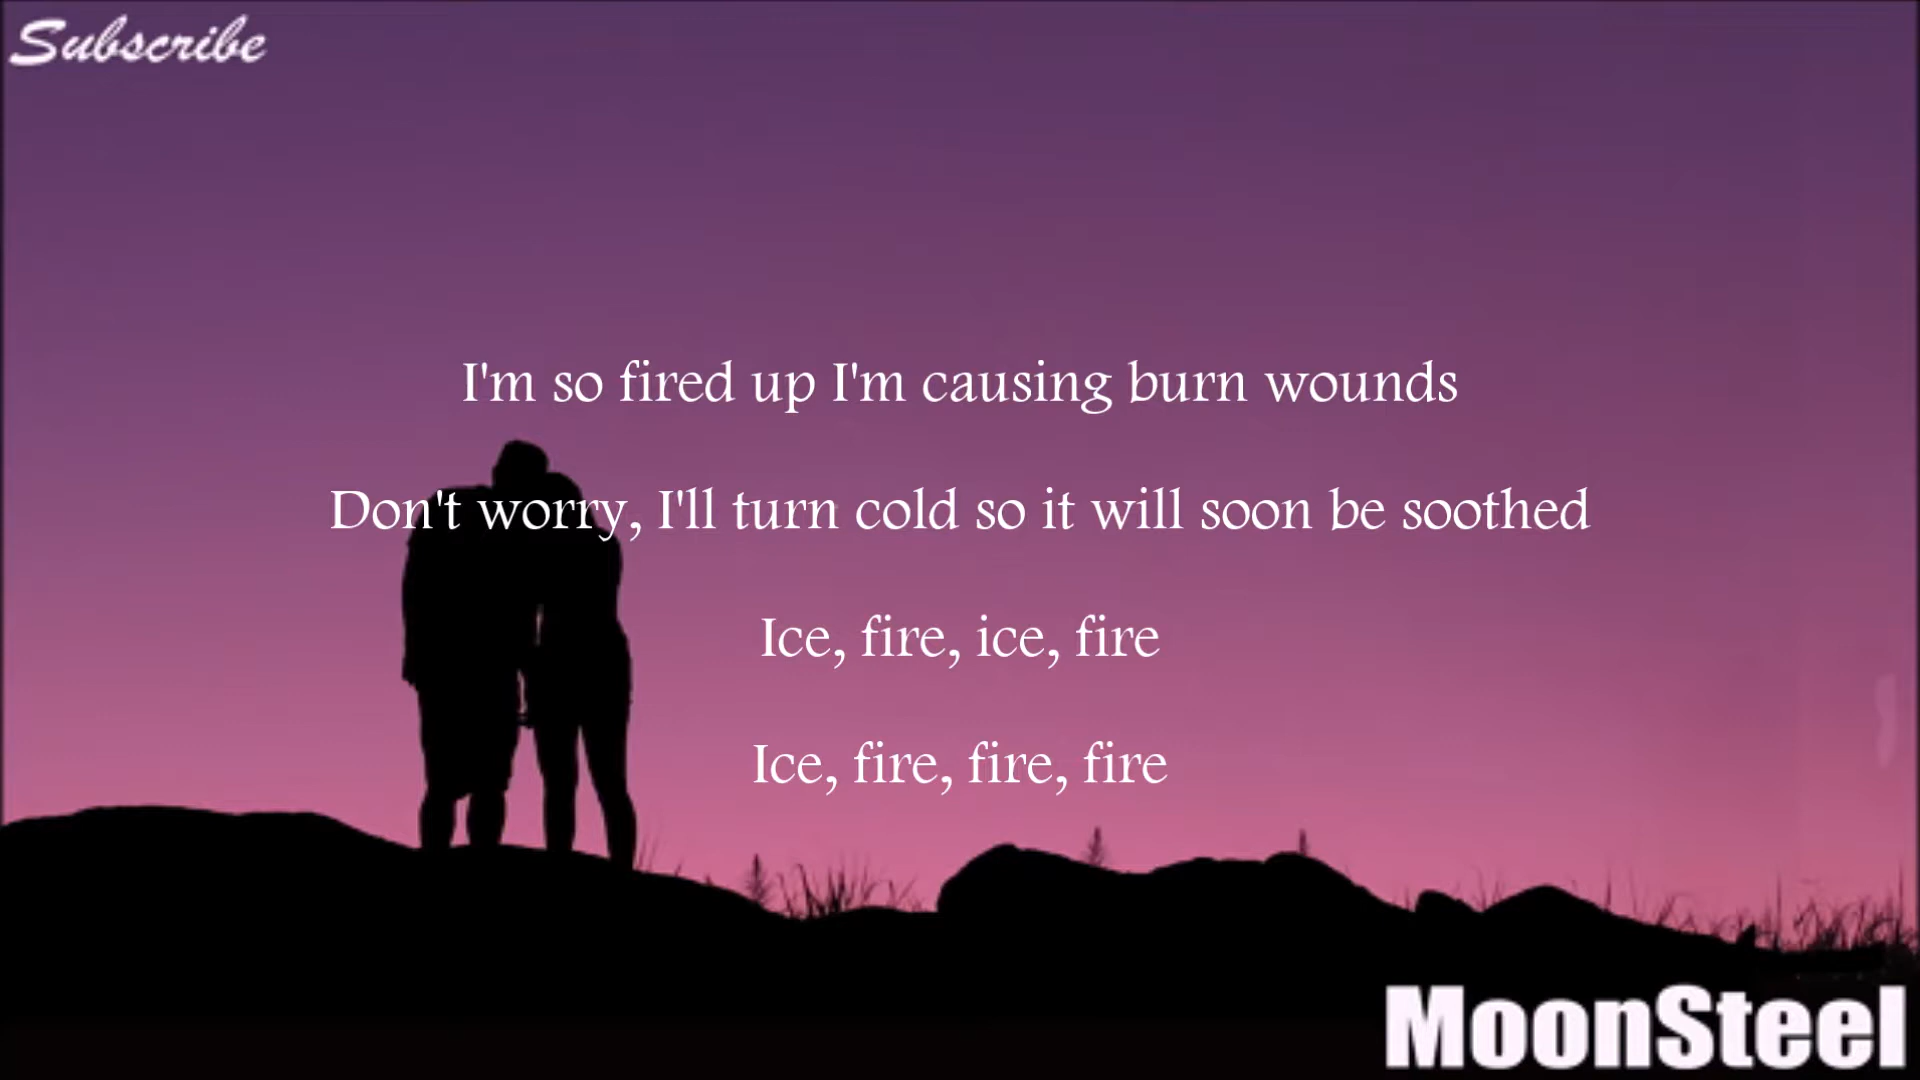 Subscribe
I'm so fired up I'm causing burn wounds
Don't worry, I'll turn cold so it will soon be soothed
Ice, fire, ice, fire
Ice, fire, fire, fire
MoonSteel